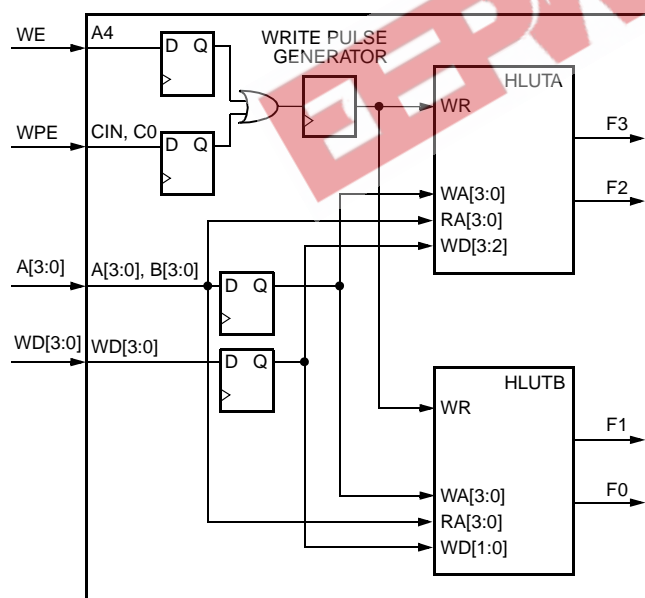 WE
A4
D Q
WRITE PULSE
GENERATOR
HLUTA
WR
F3
WPE
CIN, C0
D Q
F2
WA[3:0]
RA[3:0]
WD[3:2]
A[3:0]
A[3:0], B[3:0]
D Q
WD[3:0]
WD[3:0]
D Q
HLUTB
WR
F1
WA[3:0]
F0
RA[3:0]
WD[1:0]